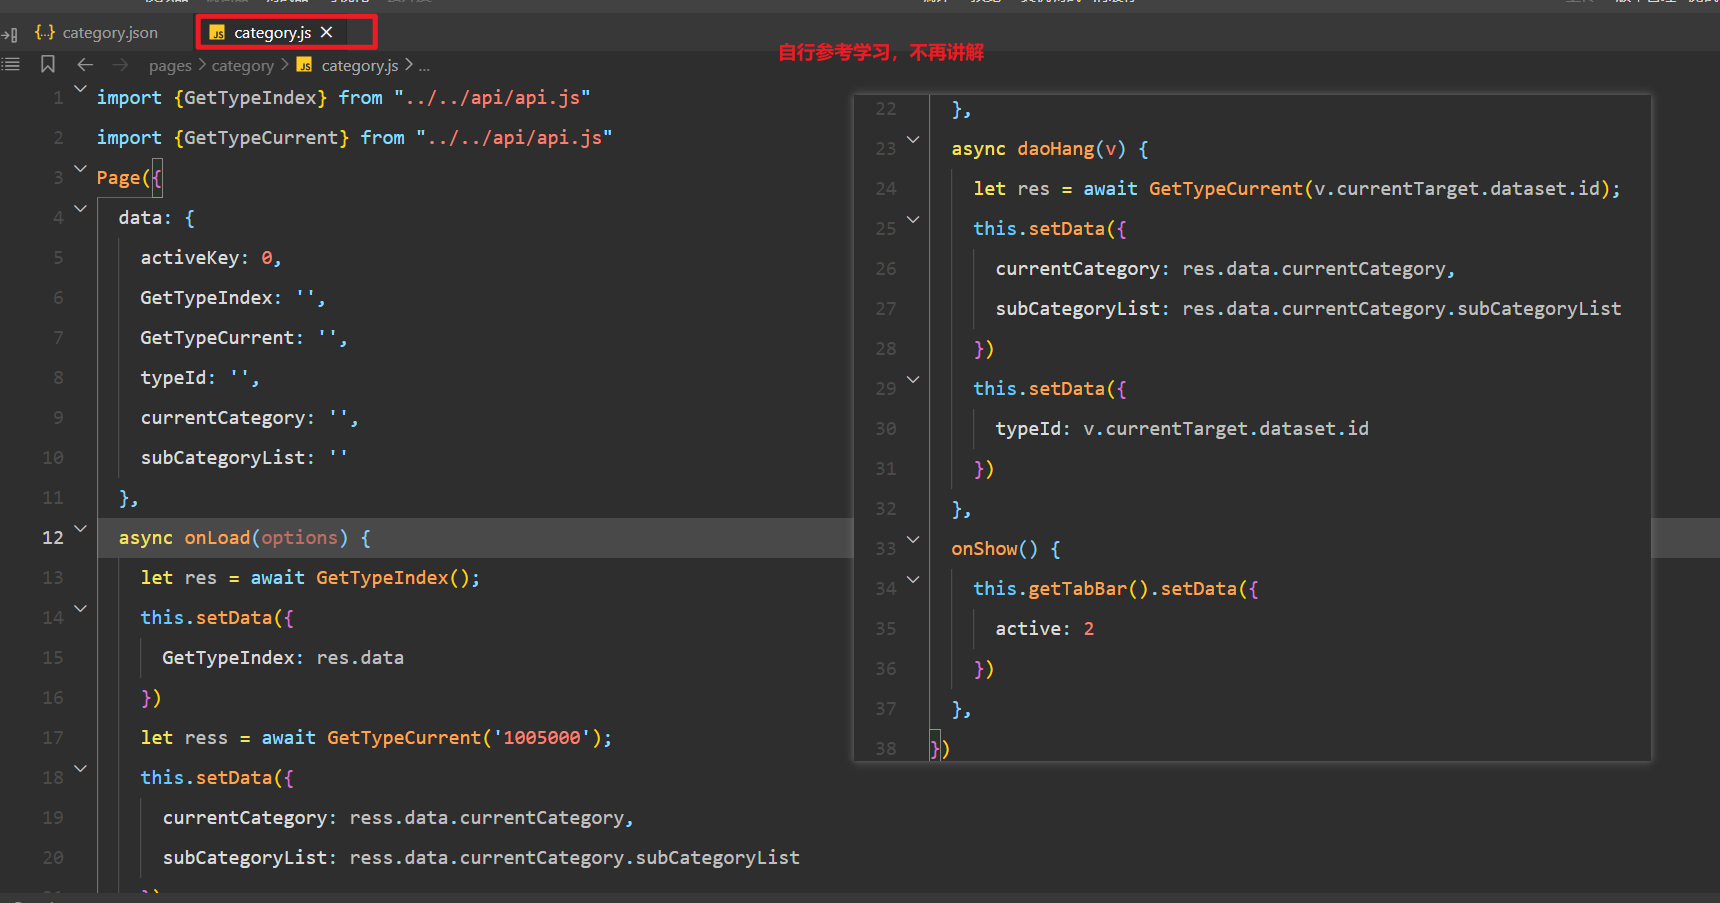 category.json
category.js
自行参考学习，不再讲解
pages > category > category.js > ...
1 import {GetTypeIndex} from "../../api/api.js"
2 import {GetTypeCurrent} from "../../api/api.js"
3 Page({
4 data: {
5 activeKey: 0,
6 GetTypeIndex: '',
7 GetTypeCurrent: '',
8 typeId: '',
9 currentCategory: '',
10 subCategoryList: ''
11 },
12 async onLoad(options) {
13 let res = await GetTypeIndex();
14 this.setData({
15 GetTypeIndex: res.data
16 })
17 let ress = await GetTypeCurrent('1005000');
18 this.setData({
19 currentCategory: ress.data.currentCategory,
20 subCategoryList: ress.data.currentCategory.subCategoryList
22 },
23 async daoHang(v) {
24 let res = await GetTypeCurrent(v.currentTarget.dataset.id);
25 this.setData({
26 currentCategory: res.data.currentCategory,
27 subCategoryList: res.data.currentCategory.subCategoryList
28 })
29 this.setData({
30 typeId: v.currentTarget.dataset.id
31 })
32 },
33 onShow() {
34 this.getTabBar().setData({
35 active: 2
36 })
37 },
38 })